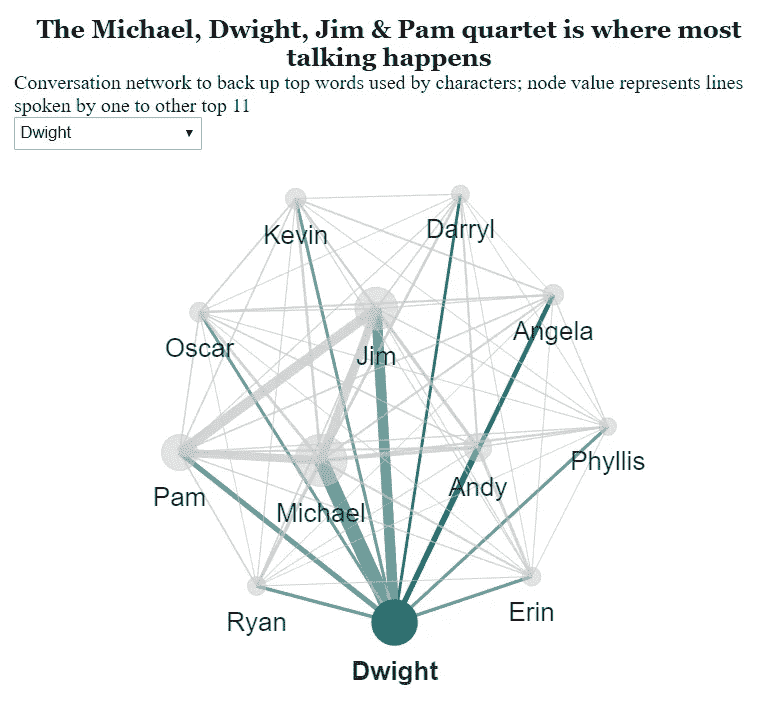 The Michael, Dwight, Jim & Pam quartet is where most
talking happens
Conversation network to back up top words used by characters; node value represents lines
spoken by one to other top 11
Dwight
Kevin
Darryl
Angela
Oscar
Jim
Phyllis
Pam
Michael
Andy
Ryan
Erin
Dwight